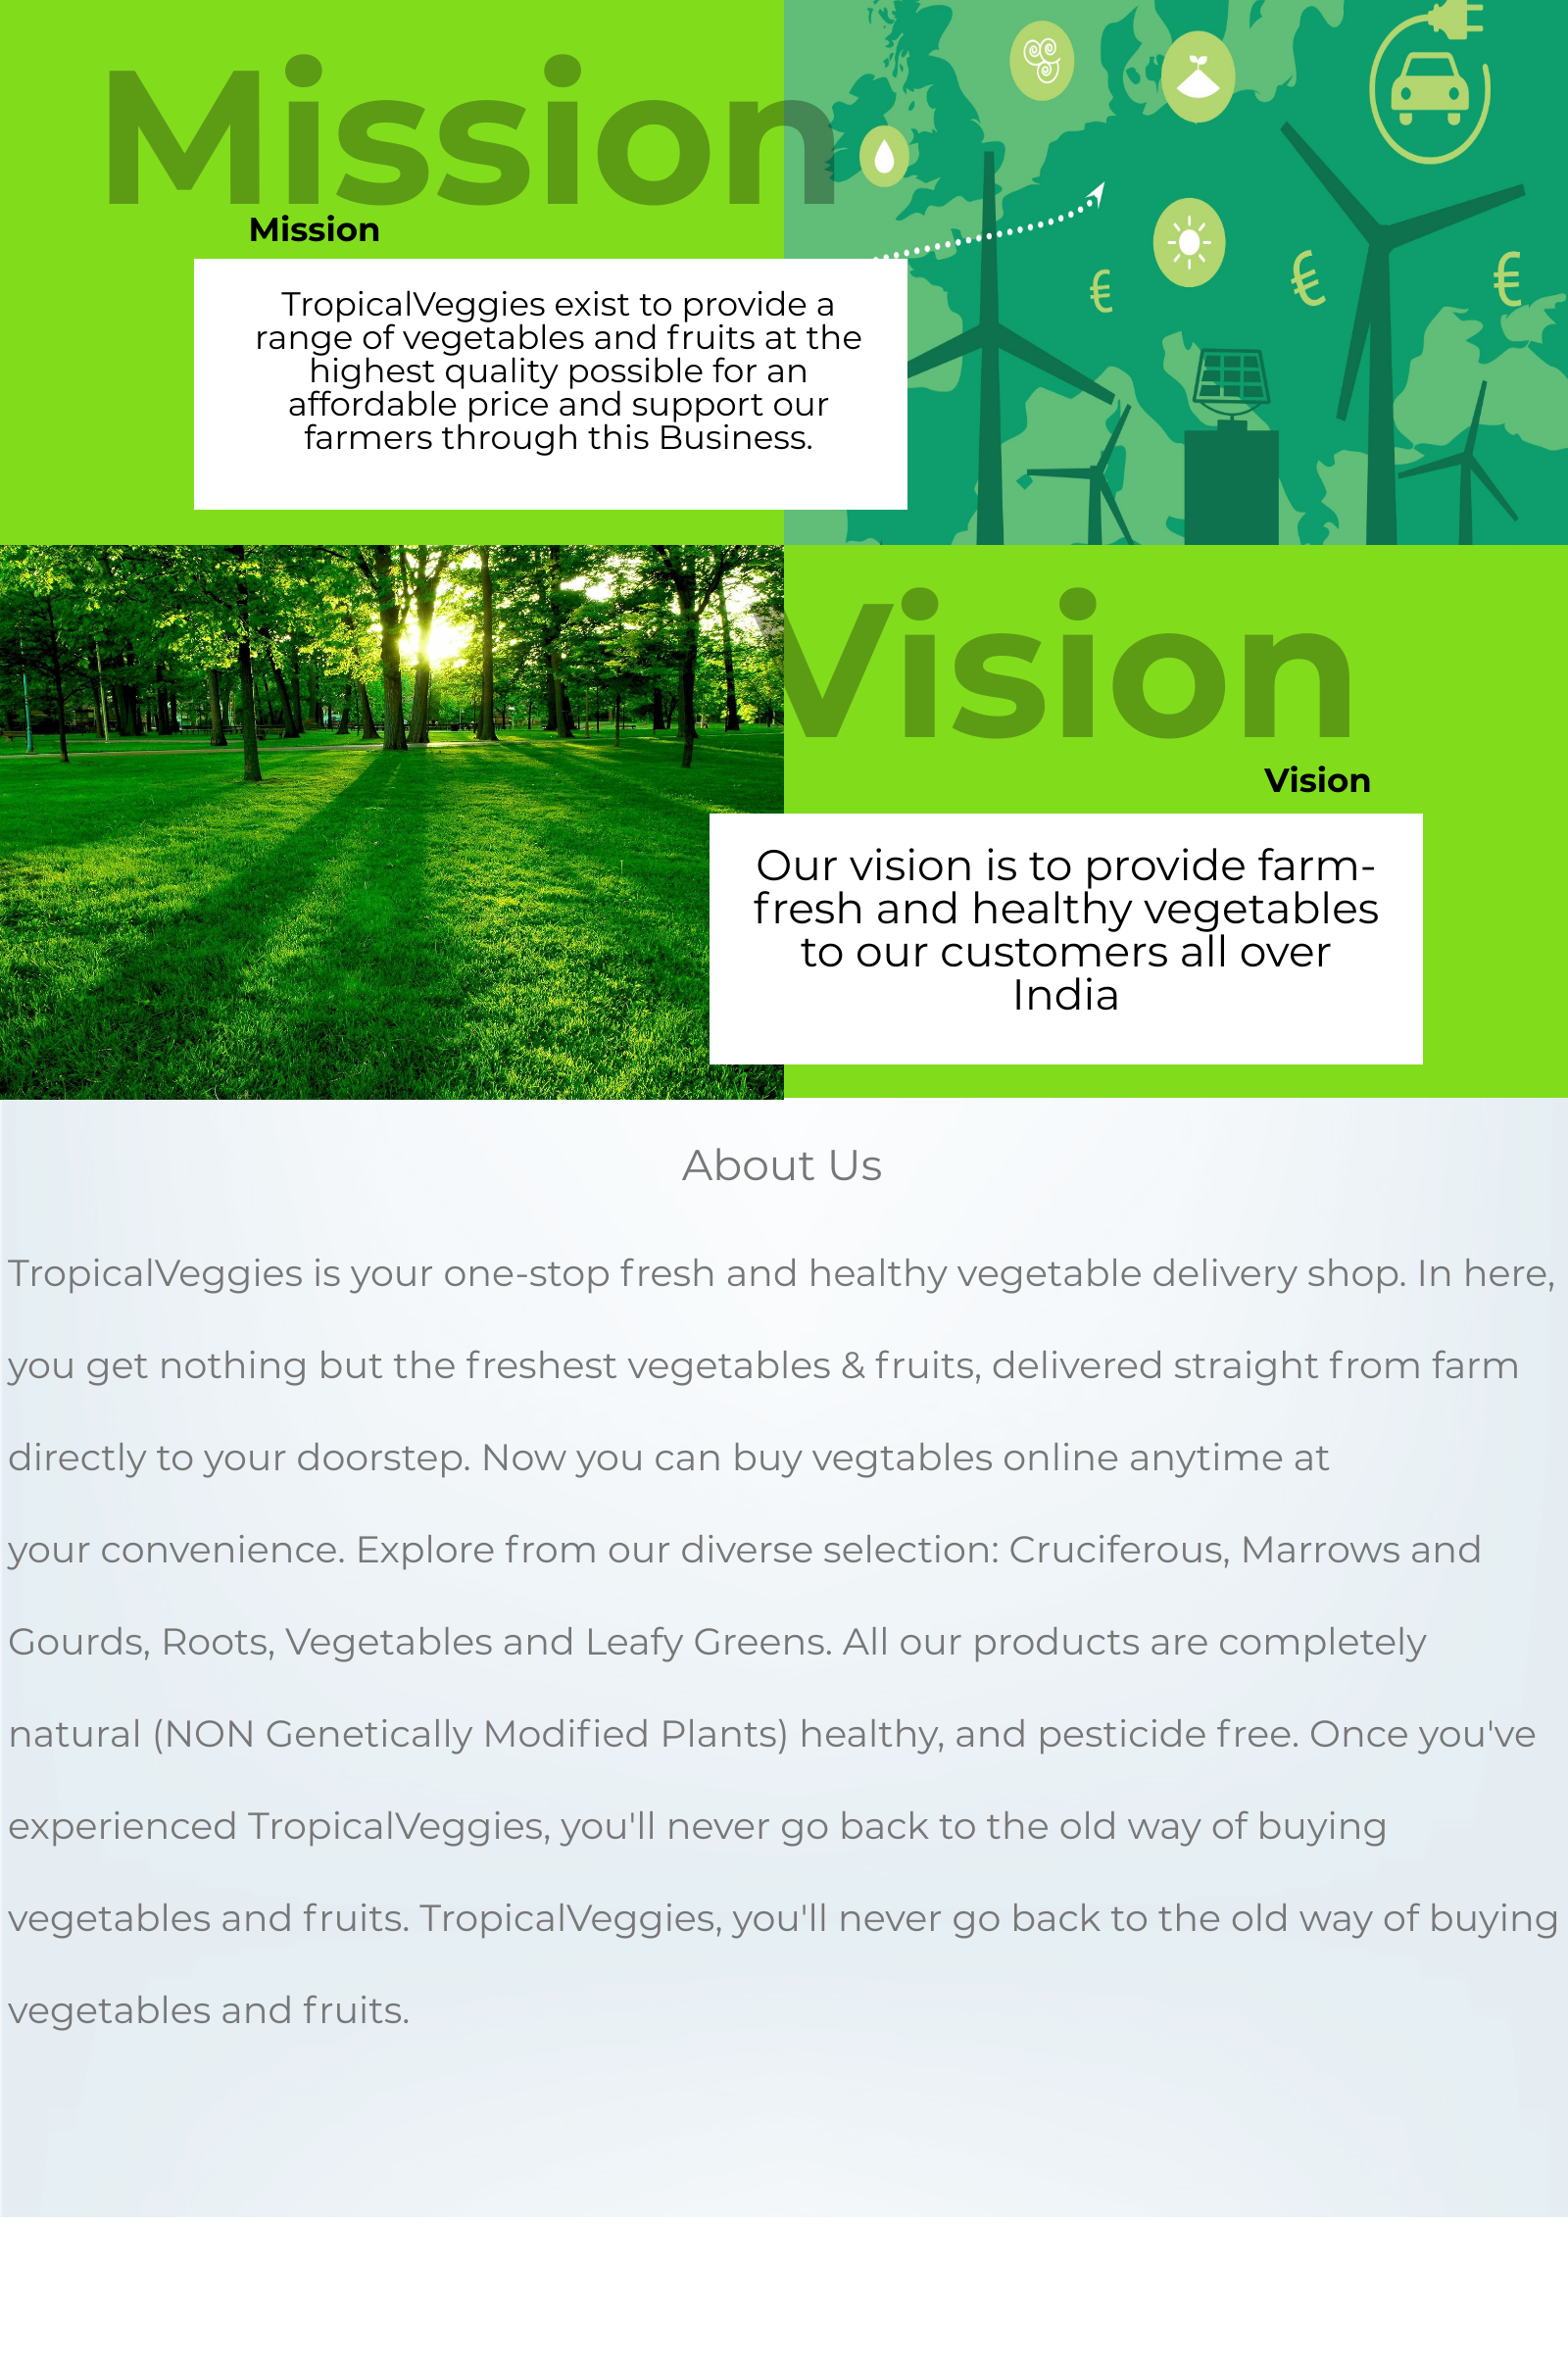 Mission
Mission
TropicalVeggies exist to provide a
range of vegetables and fruits at the
highest quality possible for an
affordable price and support our
farmers through this Business.
€
€
€
Vision
Vision
Our vision is to provide farm-
fresh and healthy vegetables
to our customers all over
India
About Us
TropicalVeggies is your one-stop fresh and healthy vegetable delivery shop. In here,
you get nothing but the freshest vegetables & fruits, delivered straight from farm
directly to your doorstep. Now you can buy vegtables online anytime at
your convenience. Explore from our diverse selection: Cruciferous, Marrows and
Gourds, Roots, Vegetables and Leafy Greens. All our products are completely
natural (NON Genetically Modified Plants) healthy, and pesticide free. Once you've
experienced TropicalVeggies, you'll never go back to the old way of buying
vegetables and fruits. TropicalVeggies, you'll never go back to the old way of buying
vegetables and fruits.